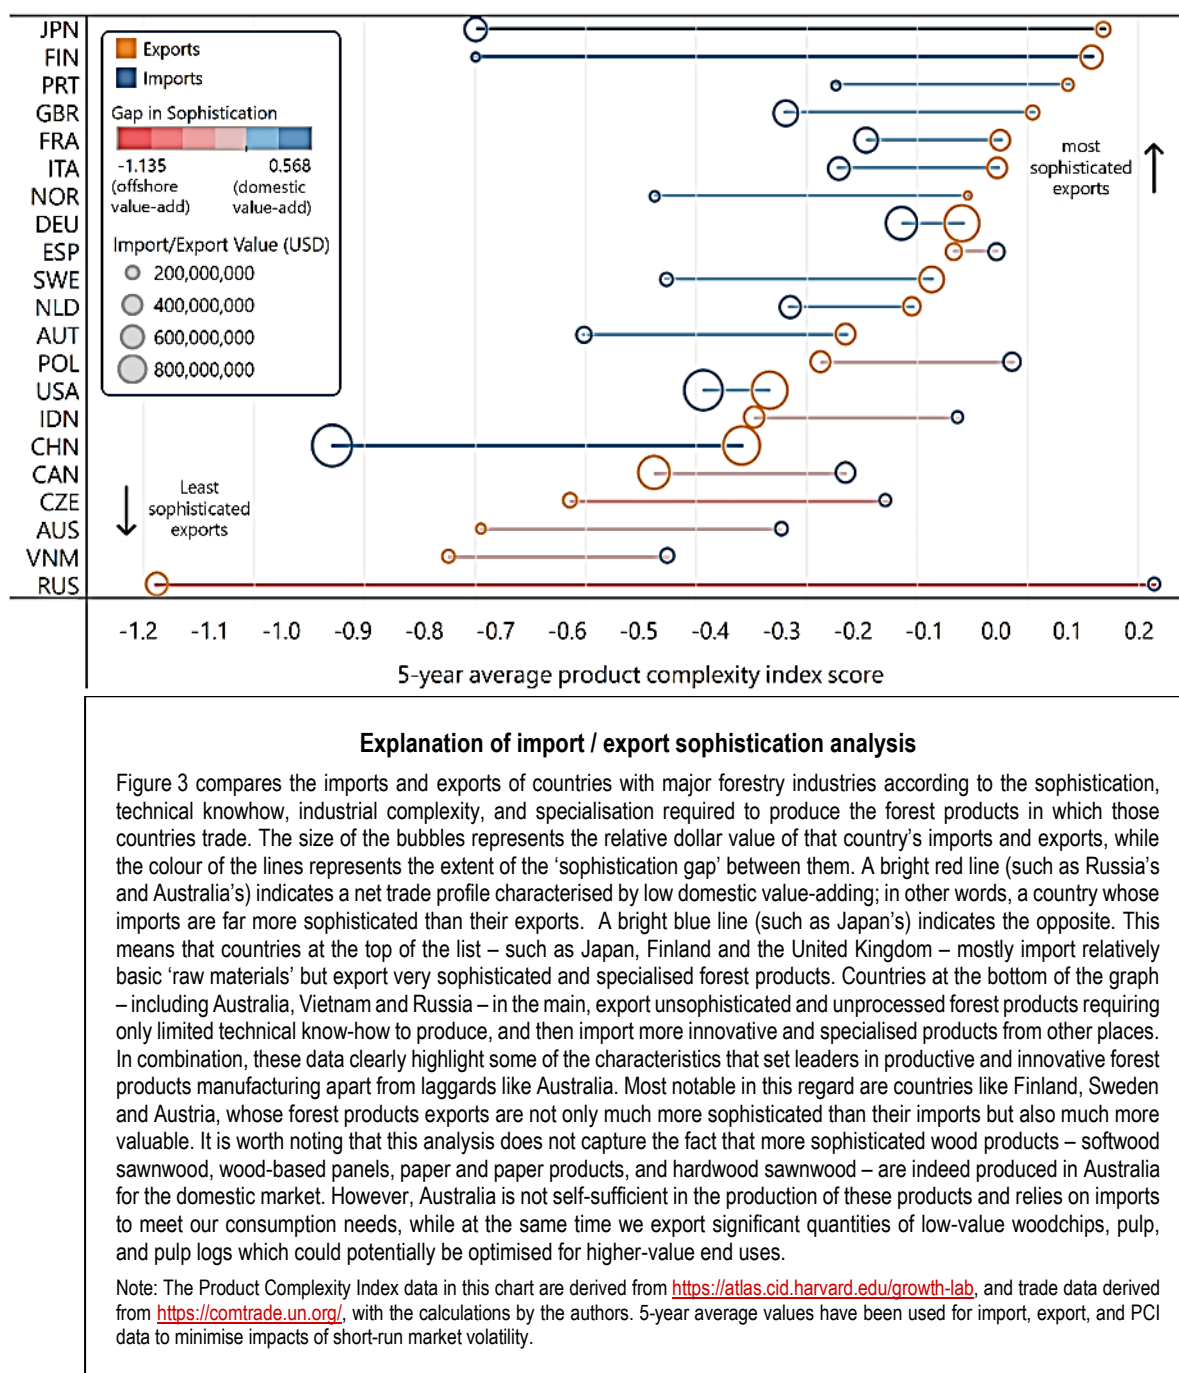 JPN
FIN
PRT
GBR
FRA
ITA
NOR
DEU
ESP
SWE
NLD
AUT
POL
USA
IDN
CHN
CAN
CZE
AUS
VNM
RUS
Exports
Imports
Gap in Sophistication
-1.135 0.568
(offshore (domestic
value-add) value-add)
Import/Export Value (USD)
200,000,000
400,000,000
600,000,000
800,000,000
most
sophisticated
exports
Least
sophisticated
exports
-1.2 -1.1 -1.0 -0.9 -0.8 -0.7 -0.6 -0.5 -0.4 -0.3 -0.2 -0.1 0.0 0.1 0.2
5-year average product complexity index score
Explanation of import / export sophistication analysis
Figure 3 compares the imports and exports of countries with major forestry industries according to the sophistication,
technical knowhow, industrial complexity, and specialisation required to produce the forest products in which those
countries trade. The size of the bubbles represents the relative dollar value of that country's imports and exports, while
the colour of the lines represents the extent of the 'sophistication gap' between them. A bright red line (such as Russia's
and Australia's) indicates a net trade profile characterised by low domestic value-adding; in other words, a country whose
imports are far more sophisticated than their exports. A bright blue line (such as Japan's) indicates the opposite. This
means that countries at the top of the list – such as Japan, Finland and the United Kingdom – mostly import relatively
basic 'raw materials' but export very sophisticated and specialised forest products. Countries at the bottom of the graph
– including Australia, Vietnam and Russia – in the main, export unsophisticated and unprocessed forest products requiring
only limited technical know-how to produce, and then import more innovative and specialised products from other places.
In combination, these data clearly highlight some of the characteristics that set leaders in productive and innovative forest
products manufacturing apart from laggards like Australia. Most notable in this regard are countries like Finland, Sweden
and Austria, whose forest products exports are not only much more sophisticated than their imports but also much more
valuable. It is worth noting that this analysis does not capture the fact that more sophisticated wood products – softwood
sawnwood, wood-based panels, paper and paper products, and hardwood sawnwood – are indeed produced in Australia
for the domestic market. However, Australia is not self-sufficient in the production of these products and relies on imports
to meet our consumption needs, while at the same time we export significant quantities of low-value woodchips, pulp,
and pulp logs which could potentially be optimised for higher-value end uses.
Note: The Product Complexity Index data in this chart are derived from https://atlas.cid.harvard.edu/growth-lab, and trade data derived
from https://comtrade.un.org/, with the calculations by the authors. 5-year average values have been used for import, export, and PCI
data to minimise impacts of short-run market volatility.